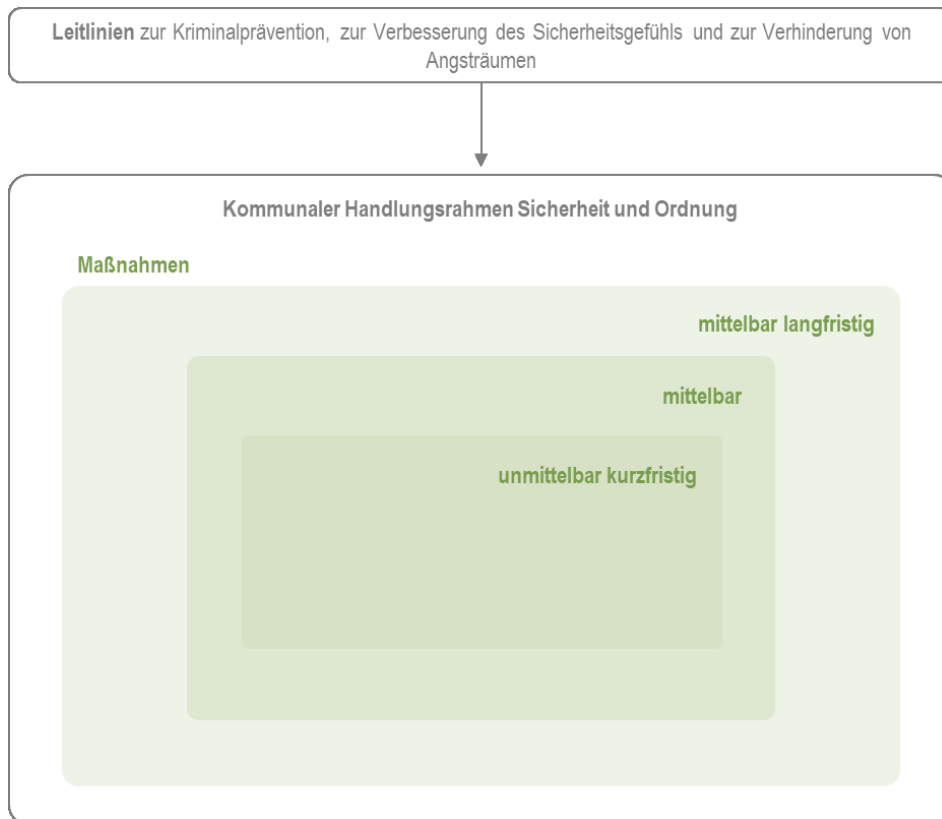 Leitlinien zur Kriminalprävention, zur Verbesserung des Sicherheitsgefühls und zur Verhinderung von
Angsträumen
Kommunaler Handlungsrahmen Sicherheit und Ordnung
Maßnahmen
mittelbar langfristig
mittelbar
unmittelbar kurzfristig